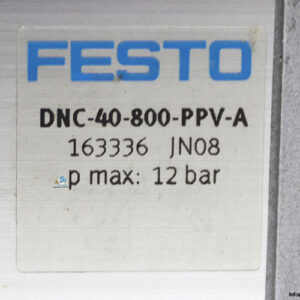 FESTO
DNC-40-800-PPV-A
163336 JN08
p max: 12 bar